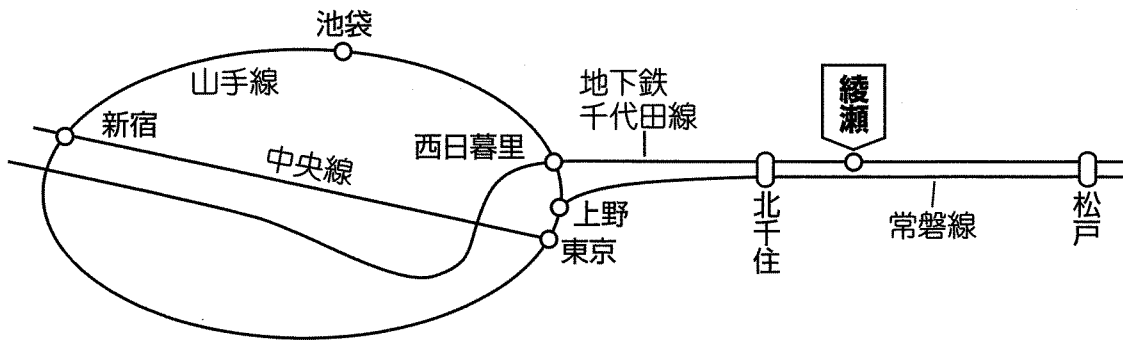 池袋
山手線
新宿
中央線
西日暮里
上野
東京
地下鉄
千代田線
綾瀬
北千住
常磐線
松戸